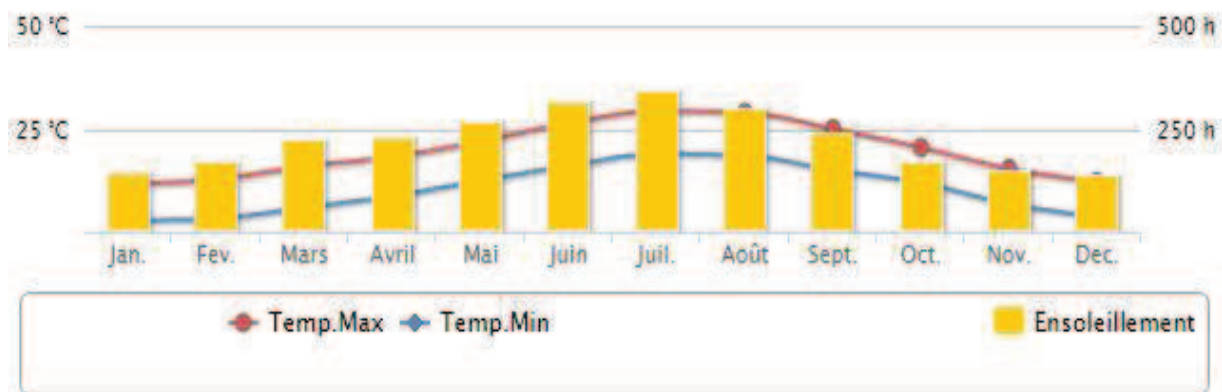 50 °C 500 h
25 °C 250 h
Jan. Fev. Mars Avril Mai Juin Juil. Août Sept. Oct. Nov. Dec.
Temp.Max Temp.Min Ensoleillement